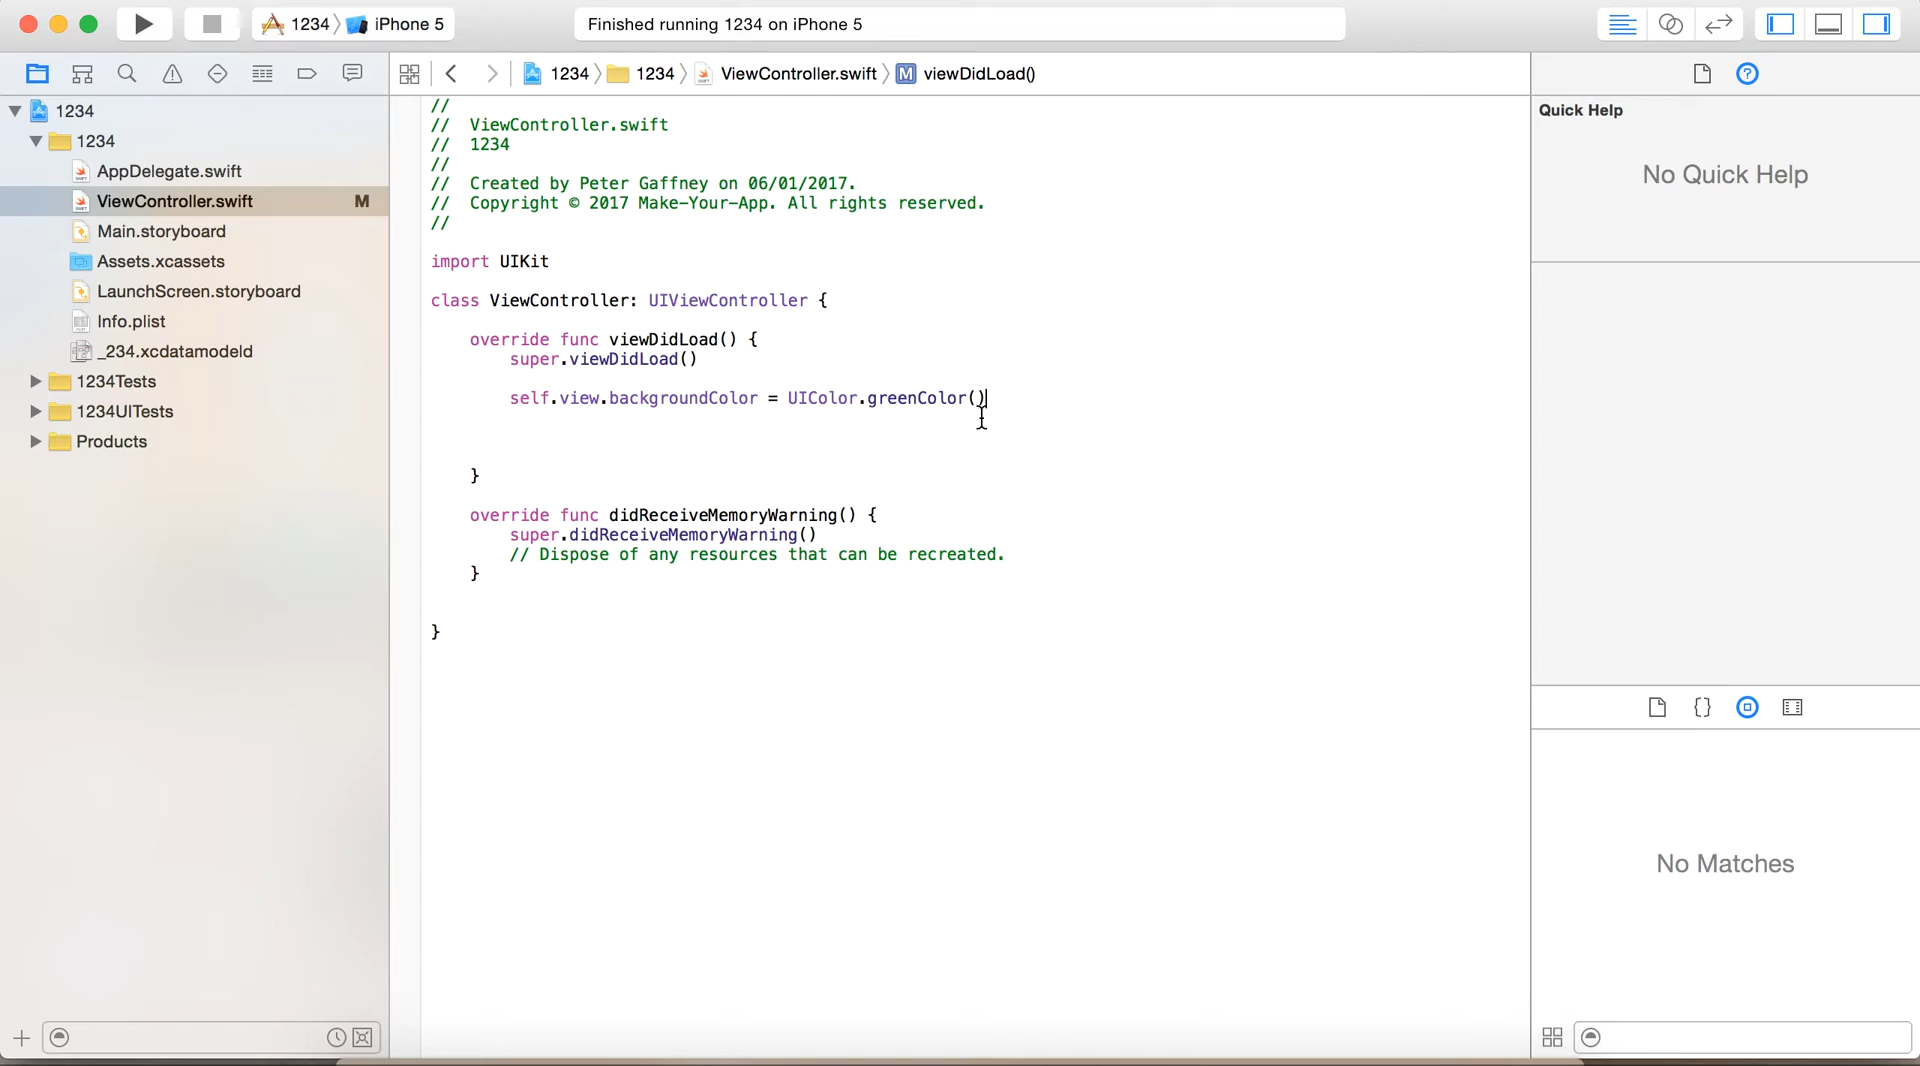 1234 iPhone 5
Finished running 1234 on iPhone 5
1234 1234 ViewController.swift M viewDidLoad()
1234
1234
AppDelegate.swift
ViewController.swift M
Main.storyboard
Assets.xcassets
LaunchScreen.storyboard
Info.plist
_234.xcdatamodeld
1234Tests
1234UITests
Products
//
// ViewController.swift
// 1234
//
// Created by Peter Gaffney on 06/01/2017.
// Copyright © 2017 Make-Your-App. All rights reserved.
//
import UIKit
class ViewController: UIViewController {
override func viewDidLoad() {
super.viewDidLoad()
self.view.backgroundColor = UIColor.greenColor()
}
override func didReceiveMemoryWarning() {
super.didReceiveMemoryWarning()
// Dispose of any resources that can be recreated.
}
}
Quick Help
No Quick Help
{}
No Matches